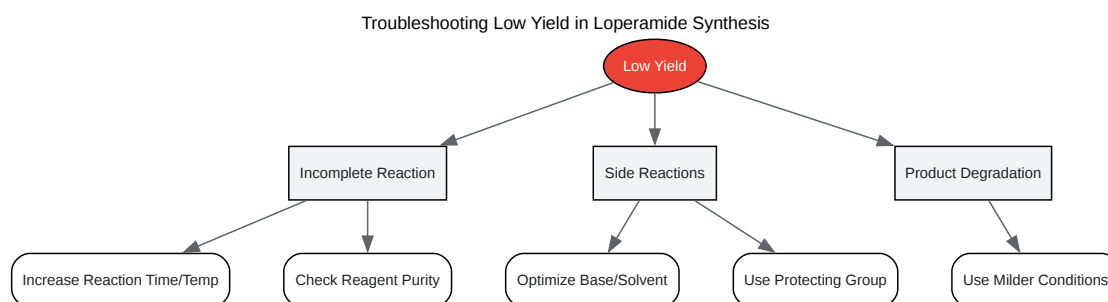 Troubleshooting Low Yield in Loperamide Synthesis
Low Yield
Incomplete Reaction
Side Reactions
Product Degradation
Increase Reaction Time/Temp
Check Reagent Purity
Optimize Base/Solvent
Use Protecting Group
Use Milder Conditions